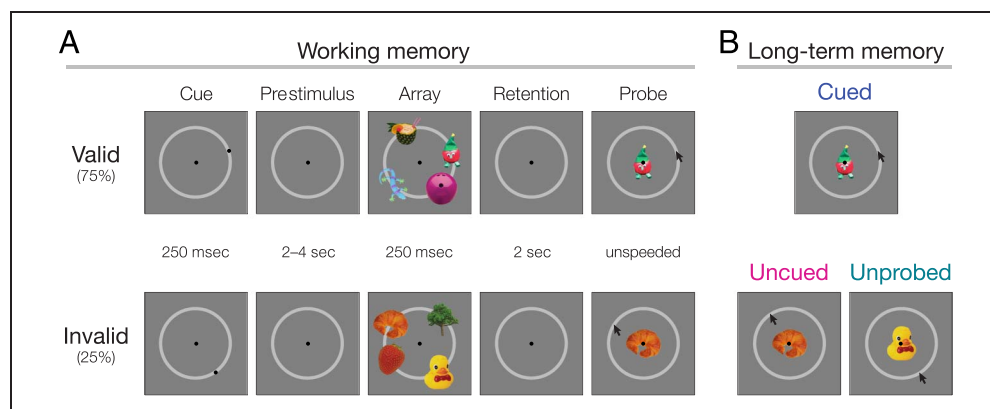 A
Working memory
B
Long-term memory
Cue
Prestimulus
Array
Retention
Probe
Cued
Valid
(75%)
250 msec
2–4 sec
250 msec
2 sec
unspeeded
Uncued
Unprobed
Invalid
(25%)